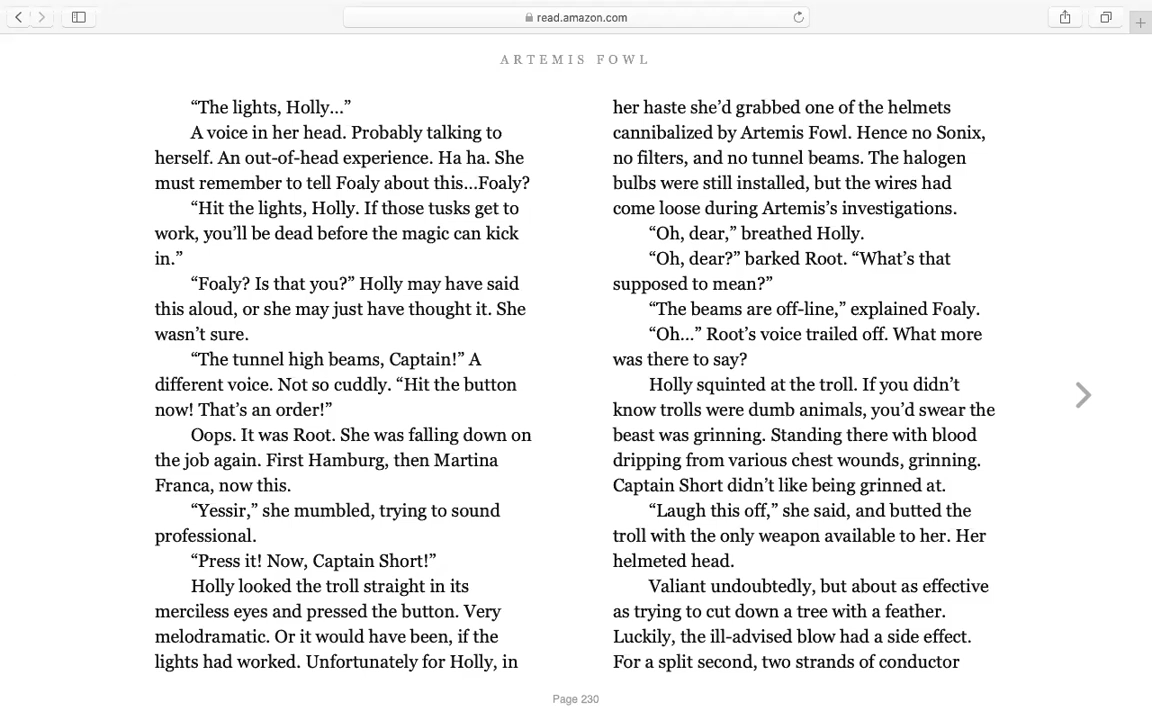 read.amazon.com
ARTEMIS FOWL
“The lights, Holly...”
A voice in her head. Probably talking to
herself. An out-of-head experience. Ha ha. She
must remember to tell Foaly about this...Foaly?
“Hit the lights, Holly. If those tusks get to
work, you’ll be dead before the magic can kick
in.”
“Foaly? Is that you?” Holly may have said
this aloud, or she may just have thought it. She
wasn’t sure.
“The tunnel high beams, Captain!” A
different voice. Not so cuddly. “Hit the button
now! That’s an order!”
Oops. It was Root. She was falling down on
the job again. First Hamburg, then Martina
Franca, now this.
“Yessir,” she mumbled, trying to sound
professional.
“Press it! Now, Captain Short!”
Holly looked the troll straight in its
merciless eyes and pressed the button. Very
melodramatic. Or it would have been, if the
lights had worked. Unfortunately for Holly, in
her haste she’d grabbed one of the helmets
cannibalized by Artemis Fowl. Hence no Sonix,
no filters, and no tunnel beams. The halogen
bulbs were still installed, but the wires had
come loose during Artemis’s investigations.
“Oh, dear,” breathed Holly.
“Oh, dear?” barked Root. “What’s that
supposed to mean?”
“The beams are off-line,” explained Foaly.
“Oh...” Root’s voice trailed off. What more
was there to say?
Holly squinted at the troll. If you didn’t
know trolls were dumb animals, you’d swear the
beast was grinning. Standing there with blood
dripping from various chest wounds, grinning.
Captain Short didn’t like being grinned at.
“Laugh this off,” she said, and butted the
troll with the only weapon available to her. Her
helmeted head.
Valiant undoubtedly, but about as effective
as trying to cut down a tree with a feather.
Luckily, the ill-advised blow had a side effect.
For a split second, two strands of conductor
Page 230